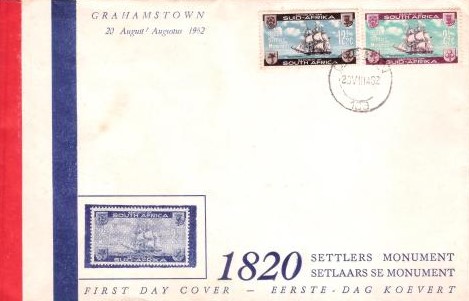 GRAHAMSTOWN
20 August/ Augustus 1962
SUID-AFRIKA
SOUTH AFRICA
SOUTH AFRICA
SUID-AFRIKA
SOUTH AFRICA
SUID-AFRIKA
1820
SETTLERS MONUMENT
SETLAARS SE MONUMENT
FIRST DAY COVER – EERSTE-DAG KOEVERT